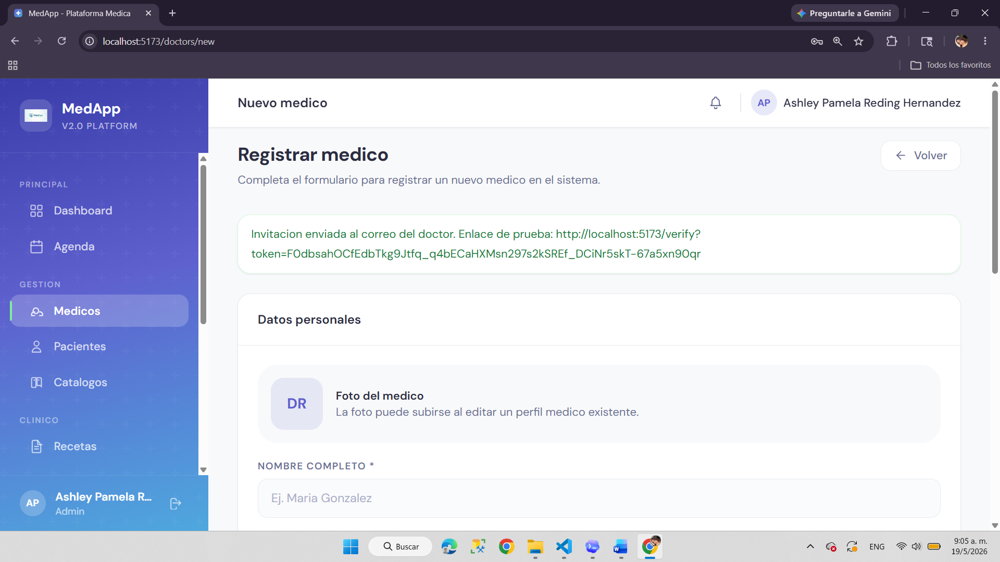 MedApp - Plataforma Medica
Preguntarle a Gemini
localhost:5173/doctors/new
Todos los favoritos
MedApp
V2.0 PLATFORM
Nuevo medico
AP
Ashley Pamela Reding Hernandez
PRINCIPAL
Dashboard
Agenda
GESTION
Medicos
Pacientes
Catalogos
CLINICO
Recetas
AP
Ashley Pamela R...
Admin
Registrar medico
Volver
Completa el formulario para registrar un nuevo medico en el sistema.
Invitacion enviada al correo del doctor. Enlace de prueba: http://localhost:5173/verify?
token=F0dbsahOCfEdbTkg9Jtfq_q4bECaHXMsn297s2kSREf_DCiNr5skT-67a5xn90qr
Datos personales
DR
Foto del medico
La foto puede subirse al editar un perfil medico existente.
NOMBRE COMPLETO *
Ej. Maria Gonzalez
Buscar
ENG
9:05 a. m.
19/5/2026